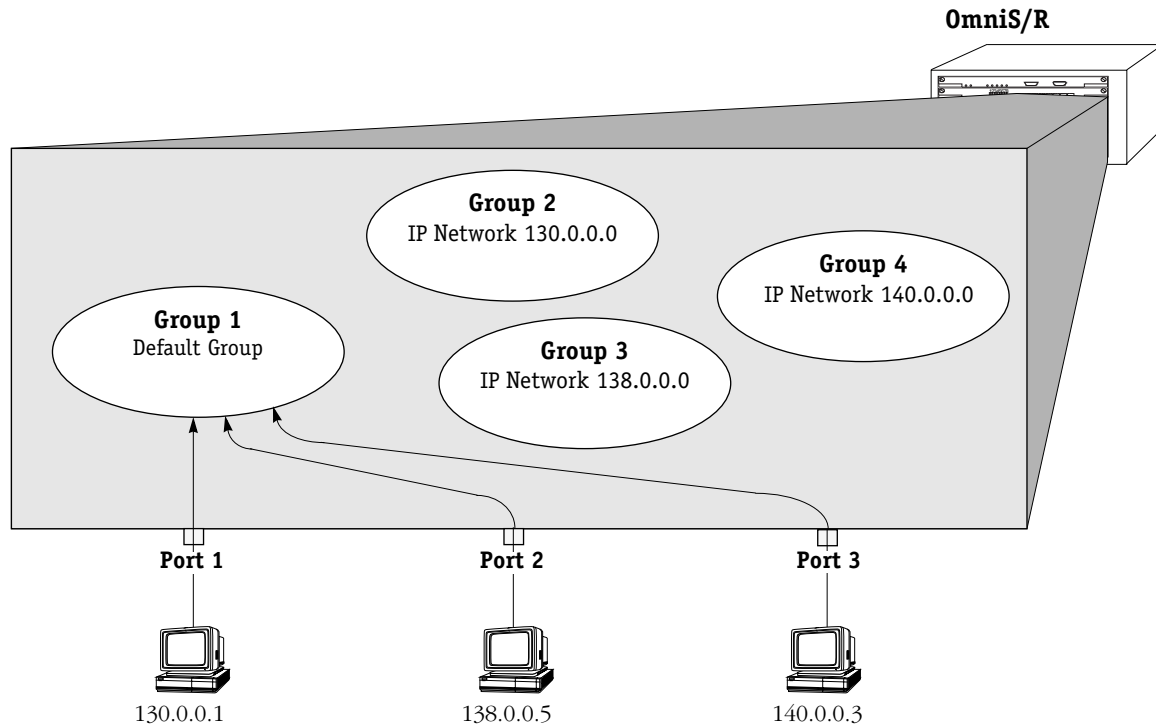 OmniS/R
Group 2
IP Network 130.0.0.0
Group 4
IP Network 140.0.0.0
Group 1
Default Group
Group 3
IP Network 138.0.0.0
Port 1
Port 2
Port 3
130.0.0.1
138.0.0.5
140.0.0.3